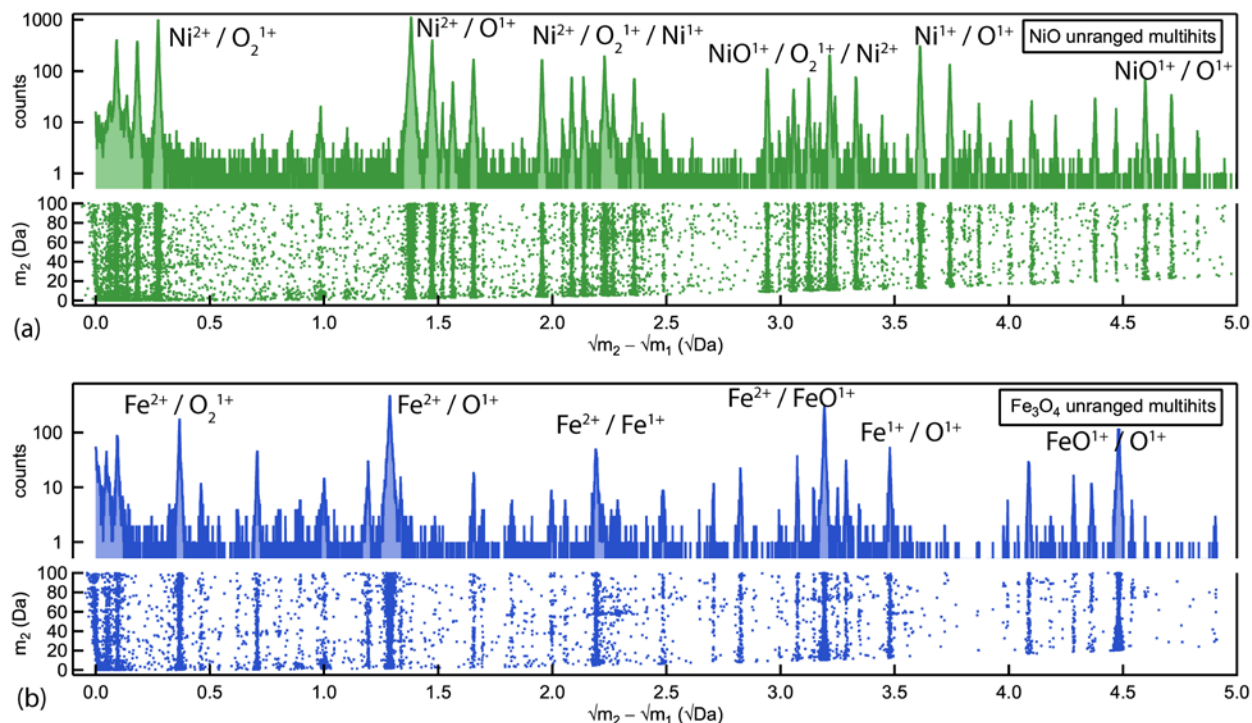 Ni²⁺ / O₂¹⁺
Ni²⁺ / O¹⁺
Ni²⁺ / O₂¹⁺ / Ni¹⁺
NiO¹⁺ / O₂¹⁺ / Ni²⁺
Ni¹⁺ / O¹⁺
NiO unranged multihits
NiO¹⁺ / O¹⁺
counts
1000
100
10
1
m₂ (Da)
100
80
60
40
20
0
0.0 0.5 1.0 1.5 2.0 2.5 3.0 3.5 4.0 4.5 5.0
√m₂ – √m₁ (√Da)
(a)
Fe²⁺ / O₂¹⁺
Fe²⁺ / O¹⁺
Fe²⁺ / Fe¹⁺
Fe²⁺ / FeO¹⁺
Fe¹⁺ / O¹⁺
Fe₃O₄ unranged multihits
FeO¹⁺ / O¹⁺
counts
100
10
1
m₂ (Da)
100
80
60
40
20
0
0.0 0.5 1.0 1.5 2.0 2.5 3.0 3.5 4.0 4.5 5.0
√m₂ – √m₁ (√Da)
(b)